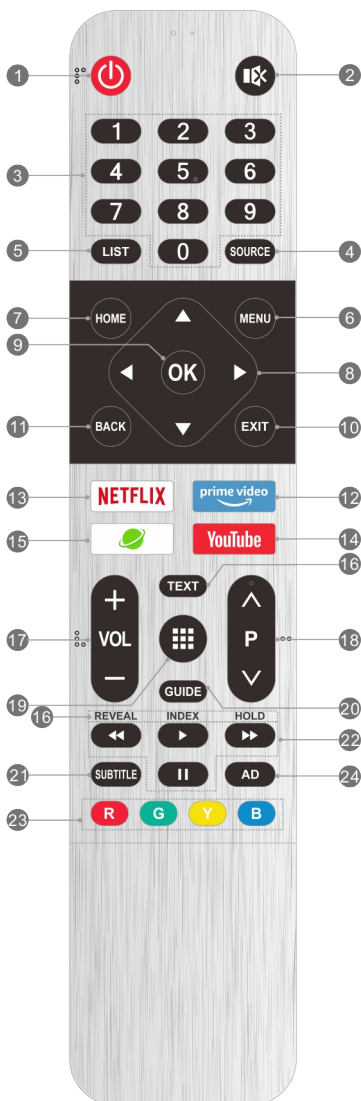 1 2
1 2 3
3 4 5 6
7 8 9
5 LIST 0 SOURCE 4
7 HOME MENU 6
9 OK 8
11 BACK EXIT 10
13 NETFLIX prime video 12
15 YouTube 14
TEXT 16
17 VOL P 18
19 GUIDE 20
16 REVEAL INDEX HOLD
22
21 SUBTITLE AD 24
23 R G Y B